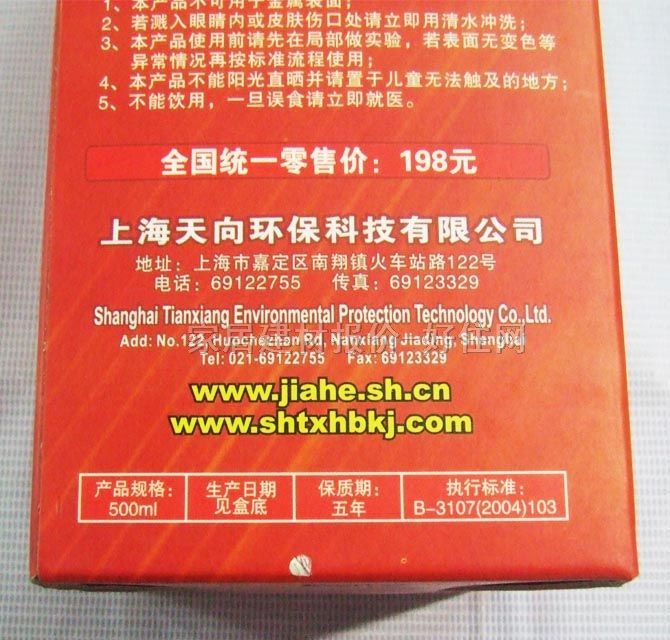 1、本产品不可用于金属表面；
2、若溅入眼睛内或皮肤伤口处请立即用清水冲洗；
3、本产品使用前请先在局部做实验，若表面无变色等
异常情况再按标准流程使用；
4、本产品不能阳光直晒并请置于儿童无法触及的地方；
5、不能饮用，一旦误食请立即就医。
全国统一零售价：198元
上海天向环保科技有限公司
地址：上海市嘉定区南翔镇火车站路122号
电话：69122755 传真：69123329
Shanghai Tianxiang Environmental Protection Technology Co.,Ltd.
Add: No.122, Huochezhan Rd, Nanxiang Jiading, Shanghai
家居建材报价 好住网
Tel: 021-69122755 Fax: 69123329
www.jiahe.sh.cn
www.shtxhbkj.com
产品规格： 生产日期 保质期： 执行标准：
500ml 见盒底 五年 B-3107(2004)103